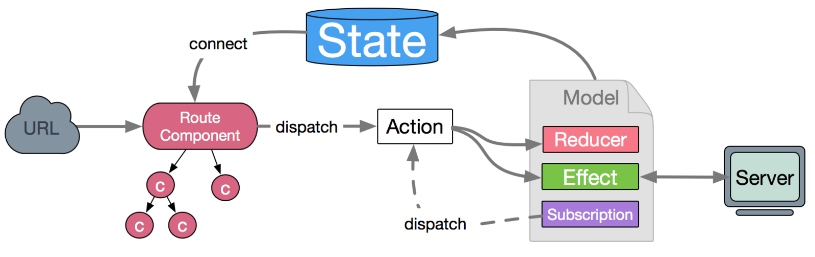 State
connect
URL
Route
Component
dispatch
Action
Model
Reducer
Effect
Subscription
Server
dispatch
C
C
C
C